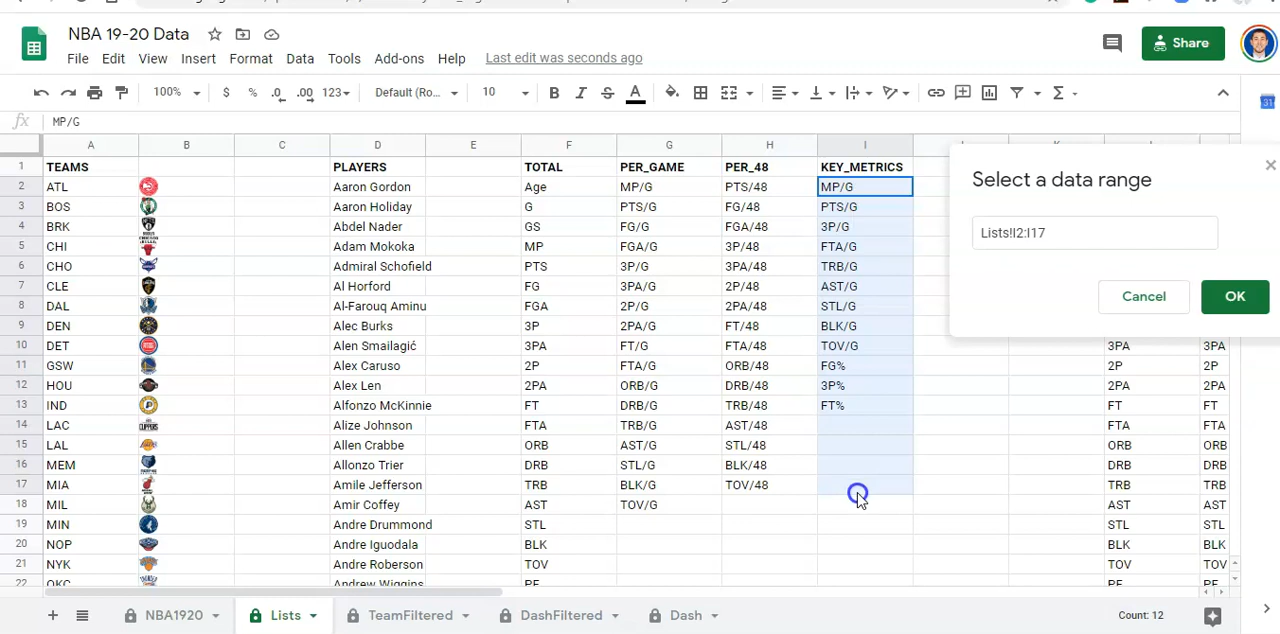 NBA 19-20 Data
File Edit View Insert Format Data Tools Add-ons Help Last edit was seconds ago
Share
100% $ % .0 .00 123 Default (Ro... 10 B I S A Σ
31
fx MP/G
A B C D E F G H I
1 TEAMS PLAYERS TOTAL PER_GAME PER_48 KEY_METRICS
2 ATL Aaron Gordon Age MP/G PTS/48 MP/G
3 BOS Aaron Holiday G PTS/G FG/48 PTS/G
4 BRK Abdel Nader GS FG/G FGA/48 3P/G
5 CHI Adam Mokoka MP FGA/G 3P/48 FTA/G
6 CHO Admiral Schofield PTS 3P/G 3PA/48 TRB/G
7 CLE Al Horford FG 3PA/G 2P/48 AST/G
8 DAL Al-Farouq Aminu FGA 2P/G 2PA/48 STL/G
9 DEN Alec Burks 3P 2PA/G FT/48 BLK/G
10 DET Alen Smailagić 3PA FT/G FTA/48 TOV/G 3PA 3PA
11 GSW Alex Caruso 2P FTA/G ORB/48 FG% 2P 2P
12 HOU Alex Len 2PA ORB/G DRB/48 3P% 2PA 2PA
13 IND Alfonzo McKinnie FT DRB/G TRB/48 FT% FT FT
14 LAC Alize Johnson FTA TRB/G AST/48 FTA FTA
15 LAL Allen Crabbe ORB AST/G STL/48 ORB ORB
16 MEM Allonzo Trier DRB STL/G BLK/48 DRB DRB
17 MIA Amile Jefferson TRB BLK/G TOV/48 TRB TRB
18 MIL Amir Coffey AST TOV/G AST AST
19 MIN Andre Drummond STL STL STL
20 NOP Andre Iguodala BLK BLK BLK
21 NYK Andre Roberson TOV TOV TOV
22 OKC Andrew Wiggins PF
Select a data range
Lists!I2:I17
Cancel OK
+ NBA1920 Lists TeamFiltered DashFiltered Dash Count: 12